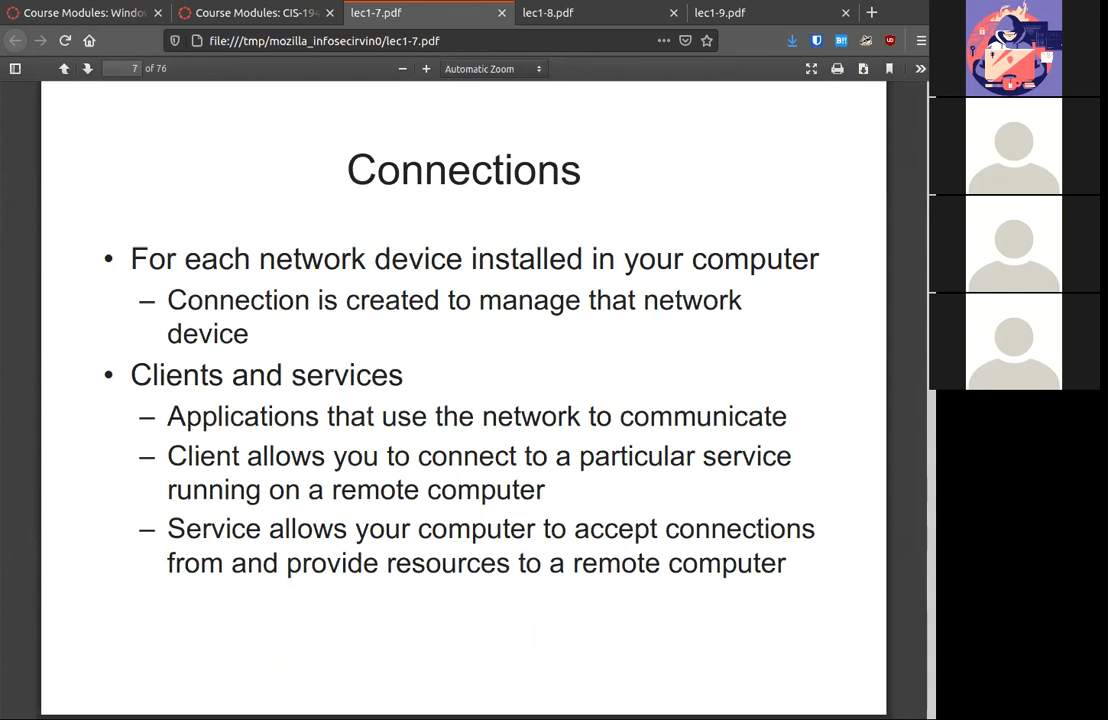 Course Modules: Windo
Course Modules: CIS-194
lec1-7.pdf
lec1-8.pdf
lec1-9.pdf
file:///tmp/mozilla_infosecirvin0/lec1-7.pdf
7 of 76
Automatic Zoom
Connections
• For each network device installed in your computer
– Connection is created to manage that network
device
• Clients and services
– Applications that use the network to communicate
– Client allows you to connect to a particular service
running on a remote computer
– Service allows your computer to accept connections
from and provide resources to a remote computer